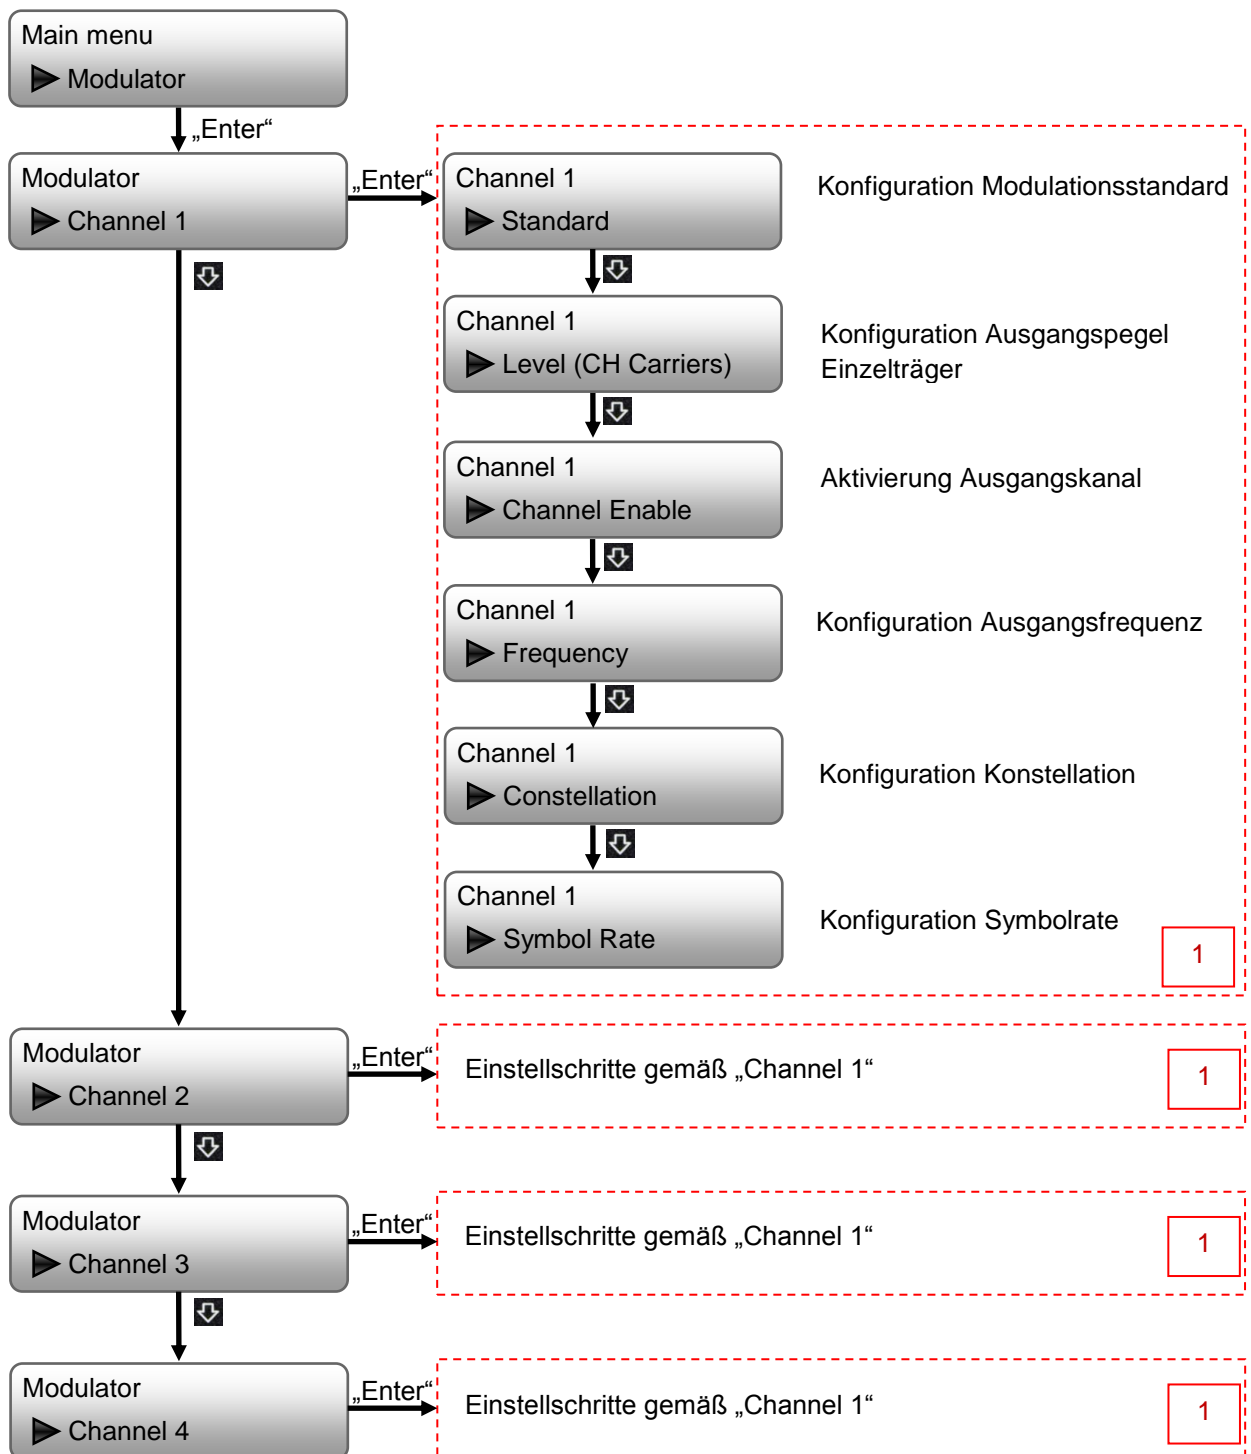 Main menu
Modulator
„Enter“
Modulator
Channel 1
„Enter“
Channel 1
Standard
Konfiguration Modulationsstandard
Channel 1
Level (CH Carriers)
Konfiguration Ausgangspegel
Einzelträger
Channel 1
Channel Enable
Aktivierung Ausgangskanal
Channel 1
Frequency
Konfiguration Ausgangsfrequenz
Channel 1
Constellation
Konfiguration Konstellation
Channel 1
Symbol Rate
Konfiguration Symbolrate
1
Modulator
Channel 2
„Enter“
Einstellschritte gemäß „Channel 1“
1
Modulator
Channel 3
„Enter“
Einstellschritte gemäß „Channel 1“
1
Modulator
Channel 4
„Enter“
Einstellschritte gemäß „Channel 1“
1